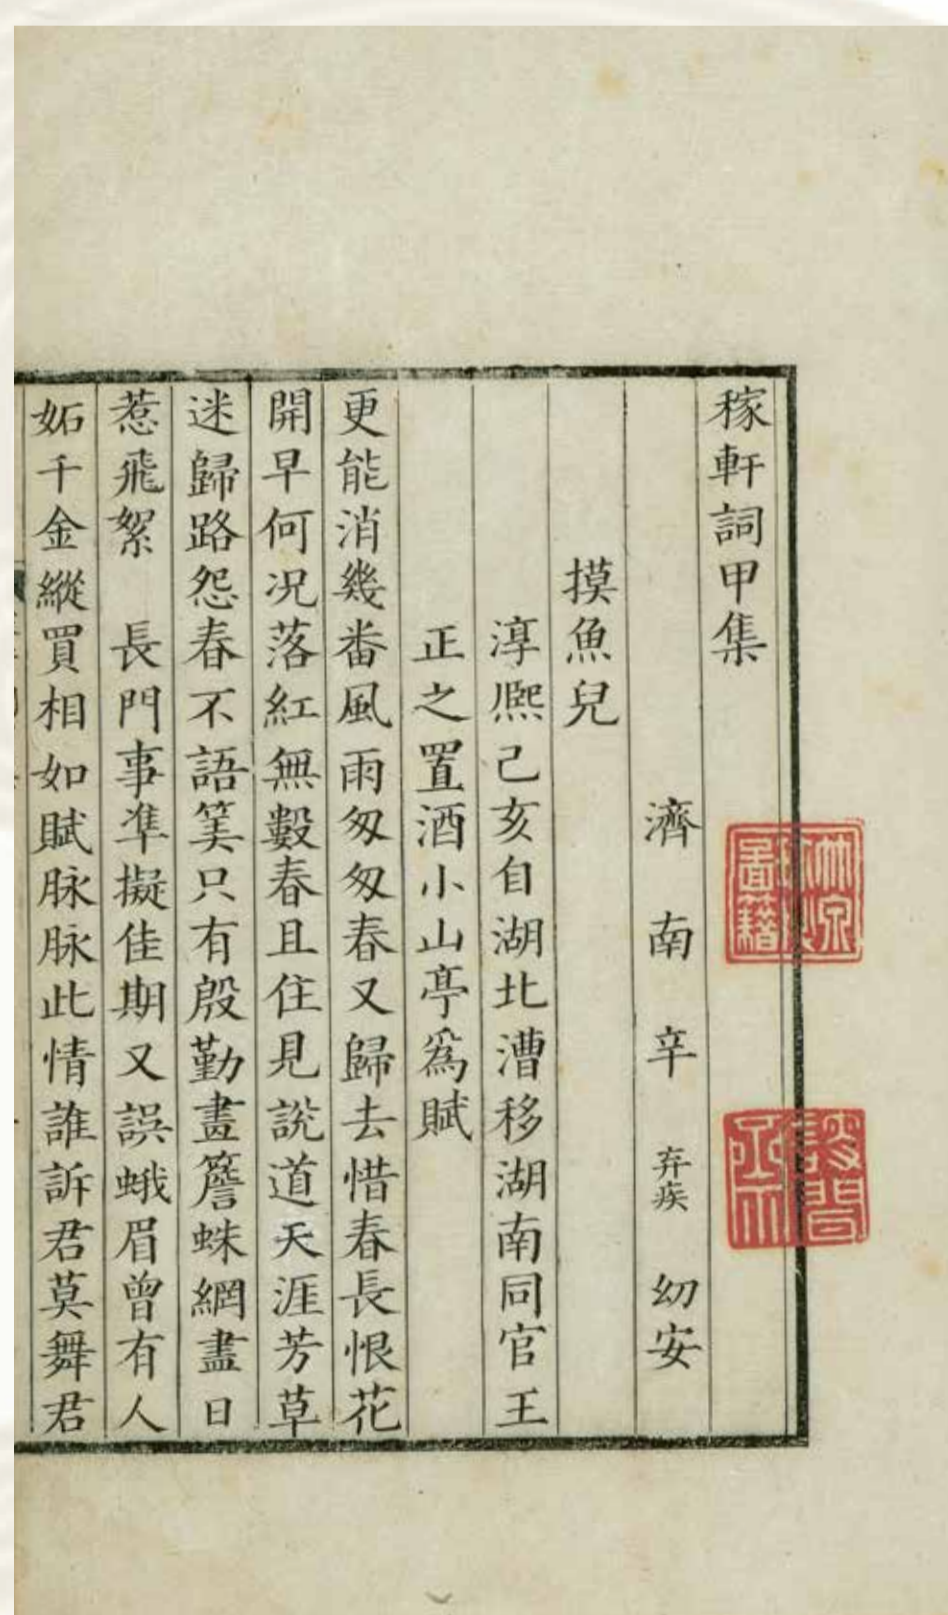 稼軒詞甲集
濟南辛弃疾幼安
摸魚兒
淳熈己亥自湖北漕移湖南同官王
正之置酒小山亭爲賦
更能消幾番風雨匆匆春又歸去惜春長恨花
開早何况落紅無數春且住見説道天涯芳草
迷歸路怨春不語筭只有殷勤畫簷蛛網盡日
惹飛絮　長門事準擬佳期又誤蛾眉曾有人
妬千金縱買相如賦脉脉此情誰訴君莫舞君